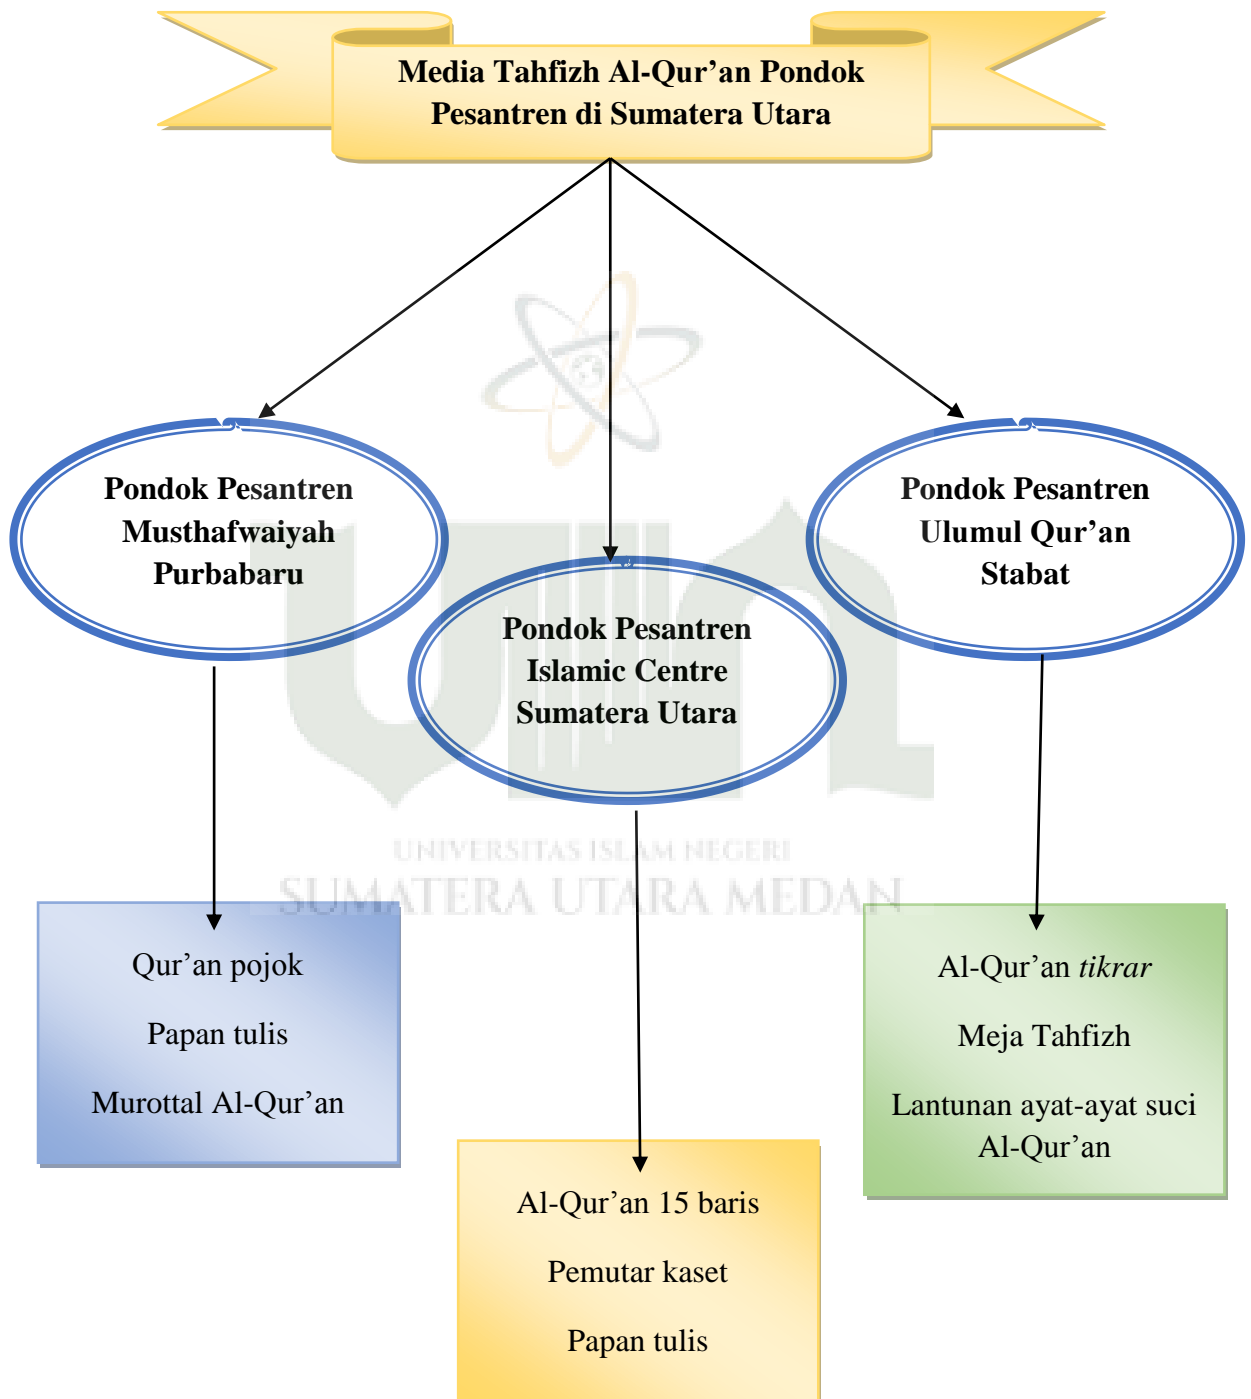 Media Tahfizh Al-Qur’an Pondok
Pesantren di Sumatera Utara
Pondok Pesantren
Musthafwaiyah
Purbabaru
Pondok Pesantren
Islamic Centre
Sumatera Utara
Pondok Pesantren
Ulumul Qur’an
Stabat
UNIVERSITAS ISLAM NEGERI
SUMATERA UTARA MEDAN
Qur’an pojok
Papan tulis
Murottal Al-Qur’an
Al-Qur’an 15 baris
Pemutar kaset
Papan tulis
Al-Qur’an tikrar
Meja Tahfizh
Lantunan ayat-ayat suci
Al-Qur’an